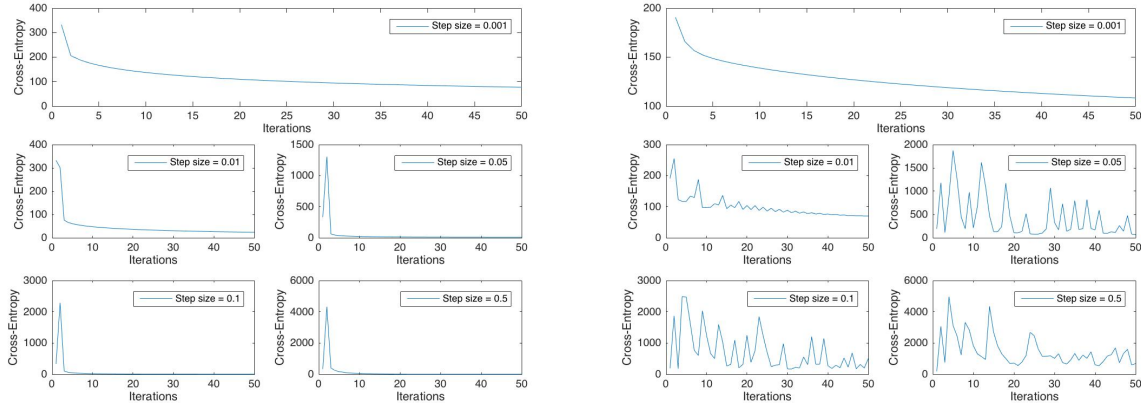 400
300
200
100
0
Cross-Entropy
Step size = 0.001
0 5 10 15 20 25 30 35 40 45 50
Iterations
200
150
100
Cross-Entropy
Step size = 0.001
0 5 10 15 20 25 30 35 40 45 50
Iterations
400
300
200
100
0
Cross-Entropy
Step size = 0.01
0 10 20 30 40 50
Iterations
1500
1000
500
0
Cross-Entropy
Step size = 0.05
0 10 20 30 40 50
Iterations
300
200
100
0
Cross-Entropy
Step size = 0.01
0 10 20 30 40 50
Iterations
2000
1500
1000
500
0
Cross-Entropy
Step size = 0.05
0 10 20 30 40 50
Iterations
3000
2000
1000
0
Cross-Entropy
Step size = 0.1
0 10 20 30 40 50
Iterations
6000
4000
2000
0
Cross-Entropy
Step size = 0.5
0 10 20 30 40 50
Iterations
3000
2000
1000
0
Cross-Entropy
Step size = 0.1
0 10 20 30 40 50
Iterations
6000
4000
2000
0
Cross-Entropy
Step size = 0.5
0 10 20 30 40 50
Iterations